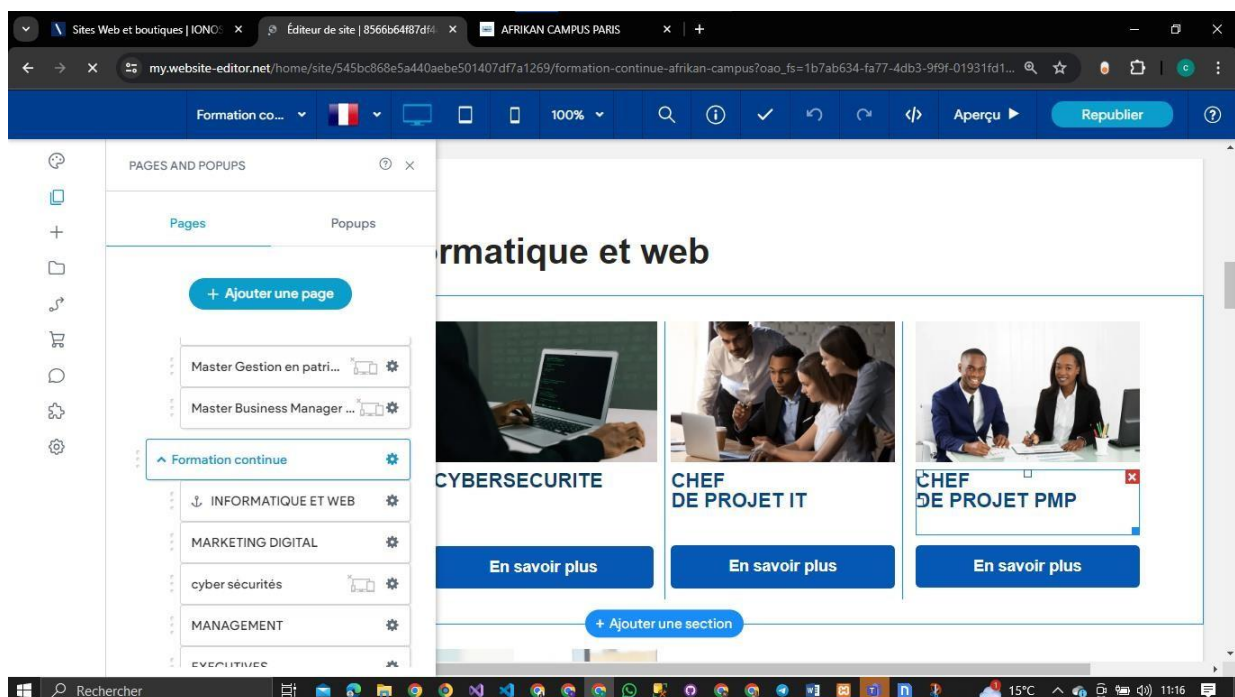 Sites Web et boutiques | IONOS
Éditeur de site | 8566b64f87df4
AFRIKAN CAMPUS PARIS
my.website-editor.net/home/site/545bc868e5a440aebe501407df7a1269/formation-continue-afrikan-campus?oao_fs=1b7ab634-fa77-4db3-9f9f-01931fd1...
c
Formation co...
100%
</>
Aperçu
Republier
PAGES AND POPUPS
Pages
Popups
+ Ajouter une page
Master Gestion en patri...
Master Business Manager ...
Formation continue
INFORMATIQUE ET WEB
MARKETING DIGITAL
cyber sécurités
MANAGEMENT
EXECUTIVES
rmatique et web
CYBERSECURITE
CHEF
DE PROJET IT
CHEF
DE PROJET PMP
En savoir plus
En savoir plus
En savoir plus
+ Ajouter une section
Rechercher
15°C
11:16